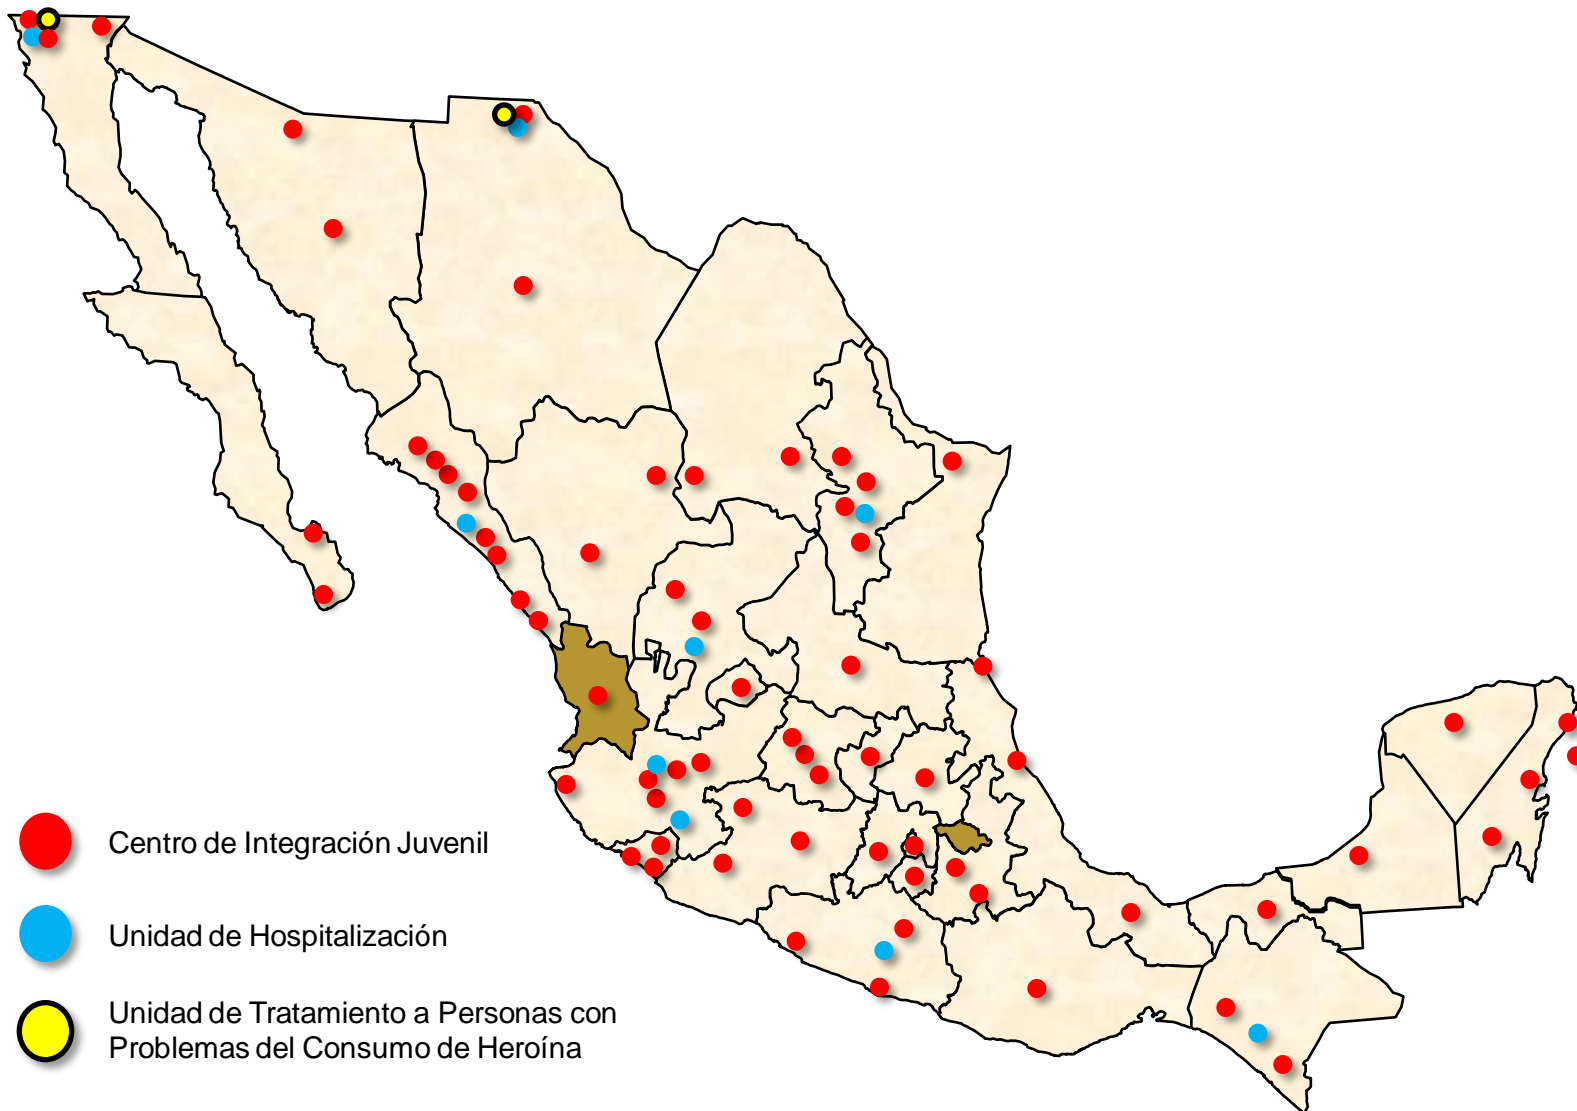 Centro de Integración Juvenil
Unidad de Hospitalización
Unidad de Tratamiento a Personas con
Problemas del Consumo de Heroína